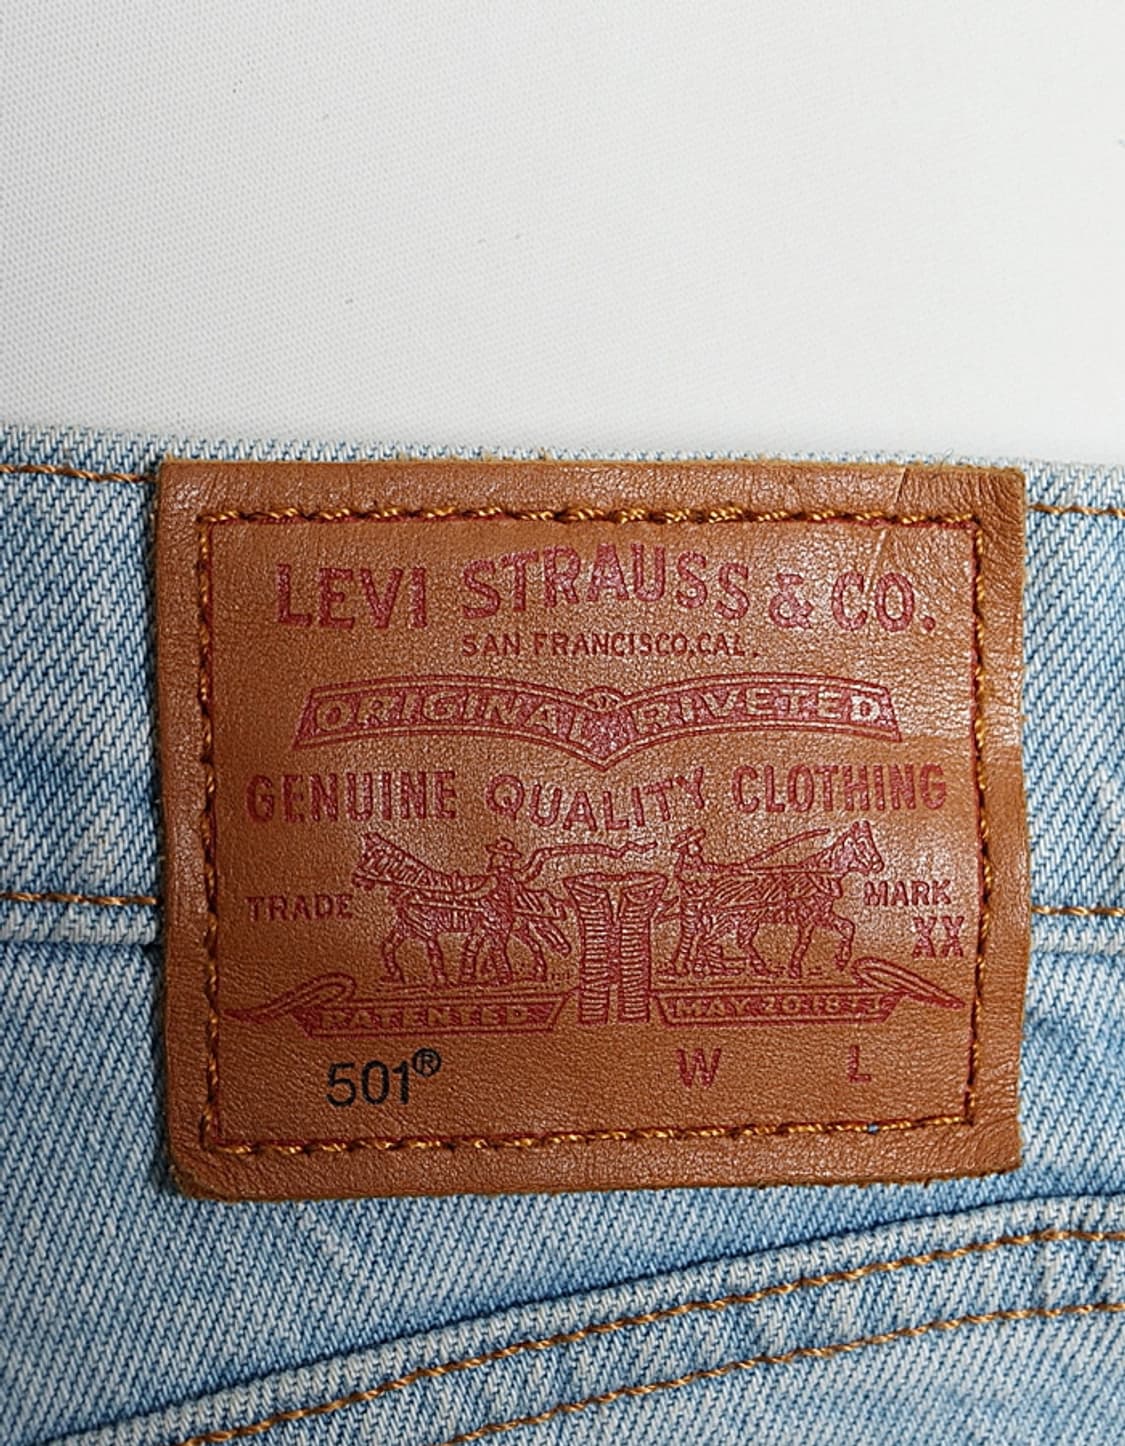 LEVI STRAUSS & CO.
SAN FRANCISCO,CAL.
ORIGINAL RIVETED
GENUINE QUALITY CLOTHING
TRADE MARK
XX
PATENTED MAY 20.1873
501® W L